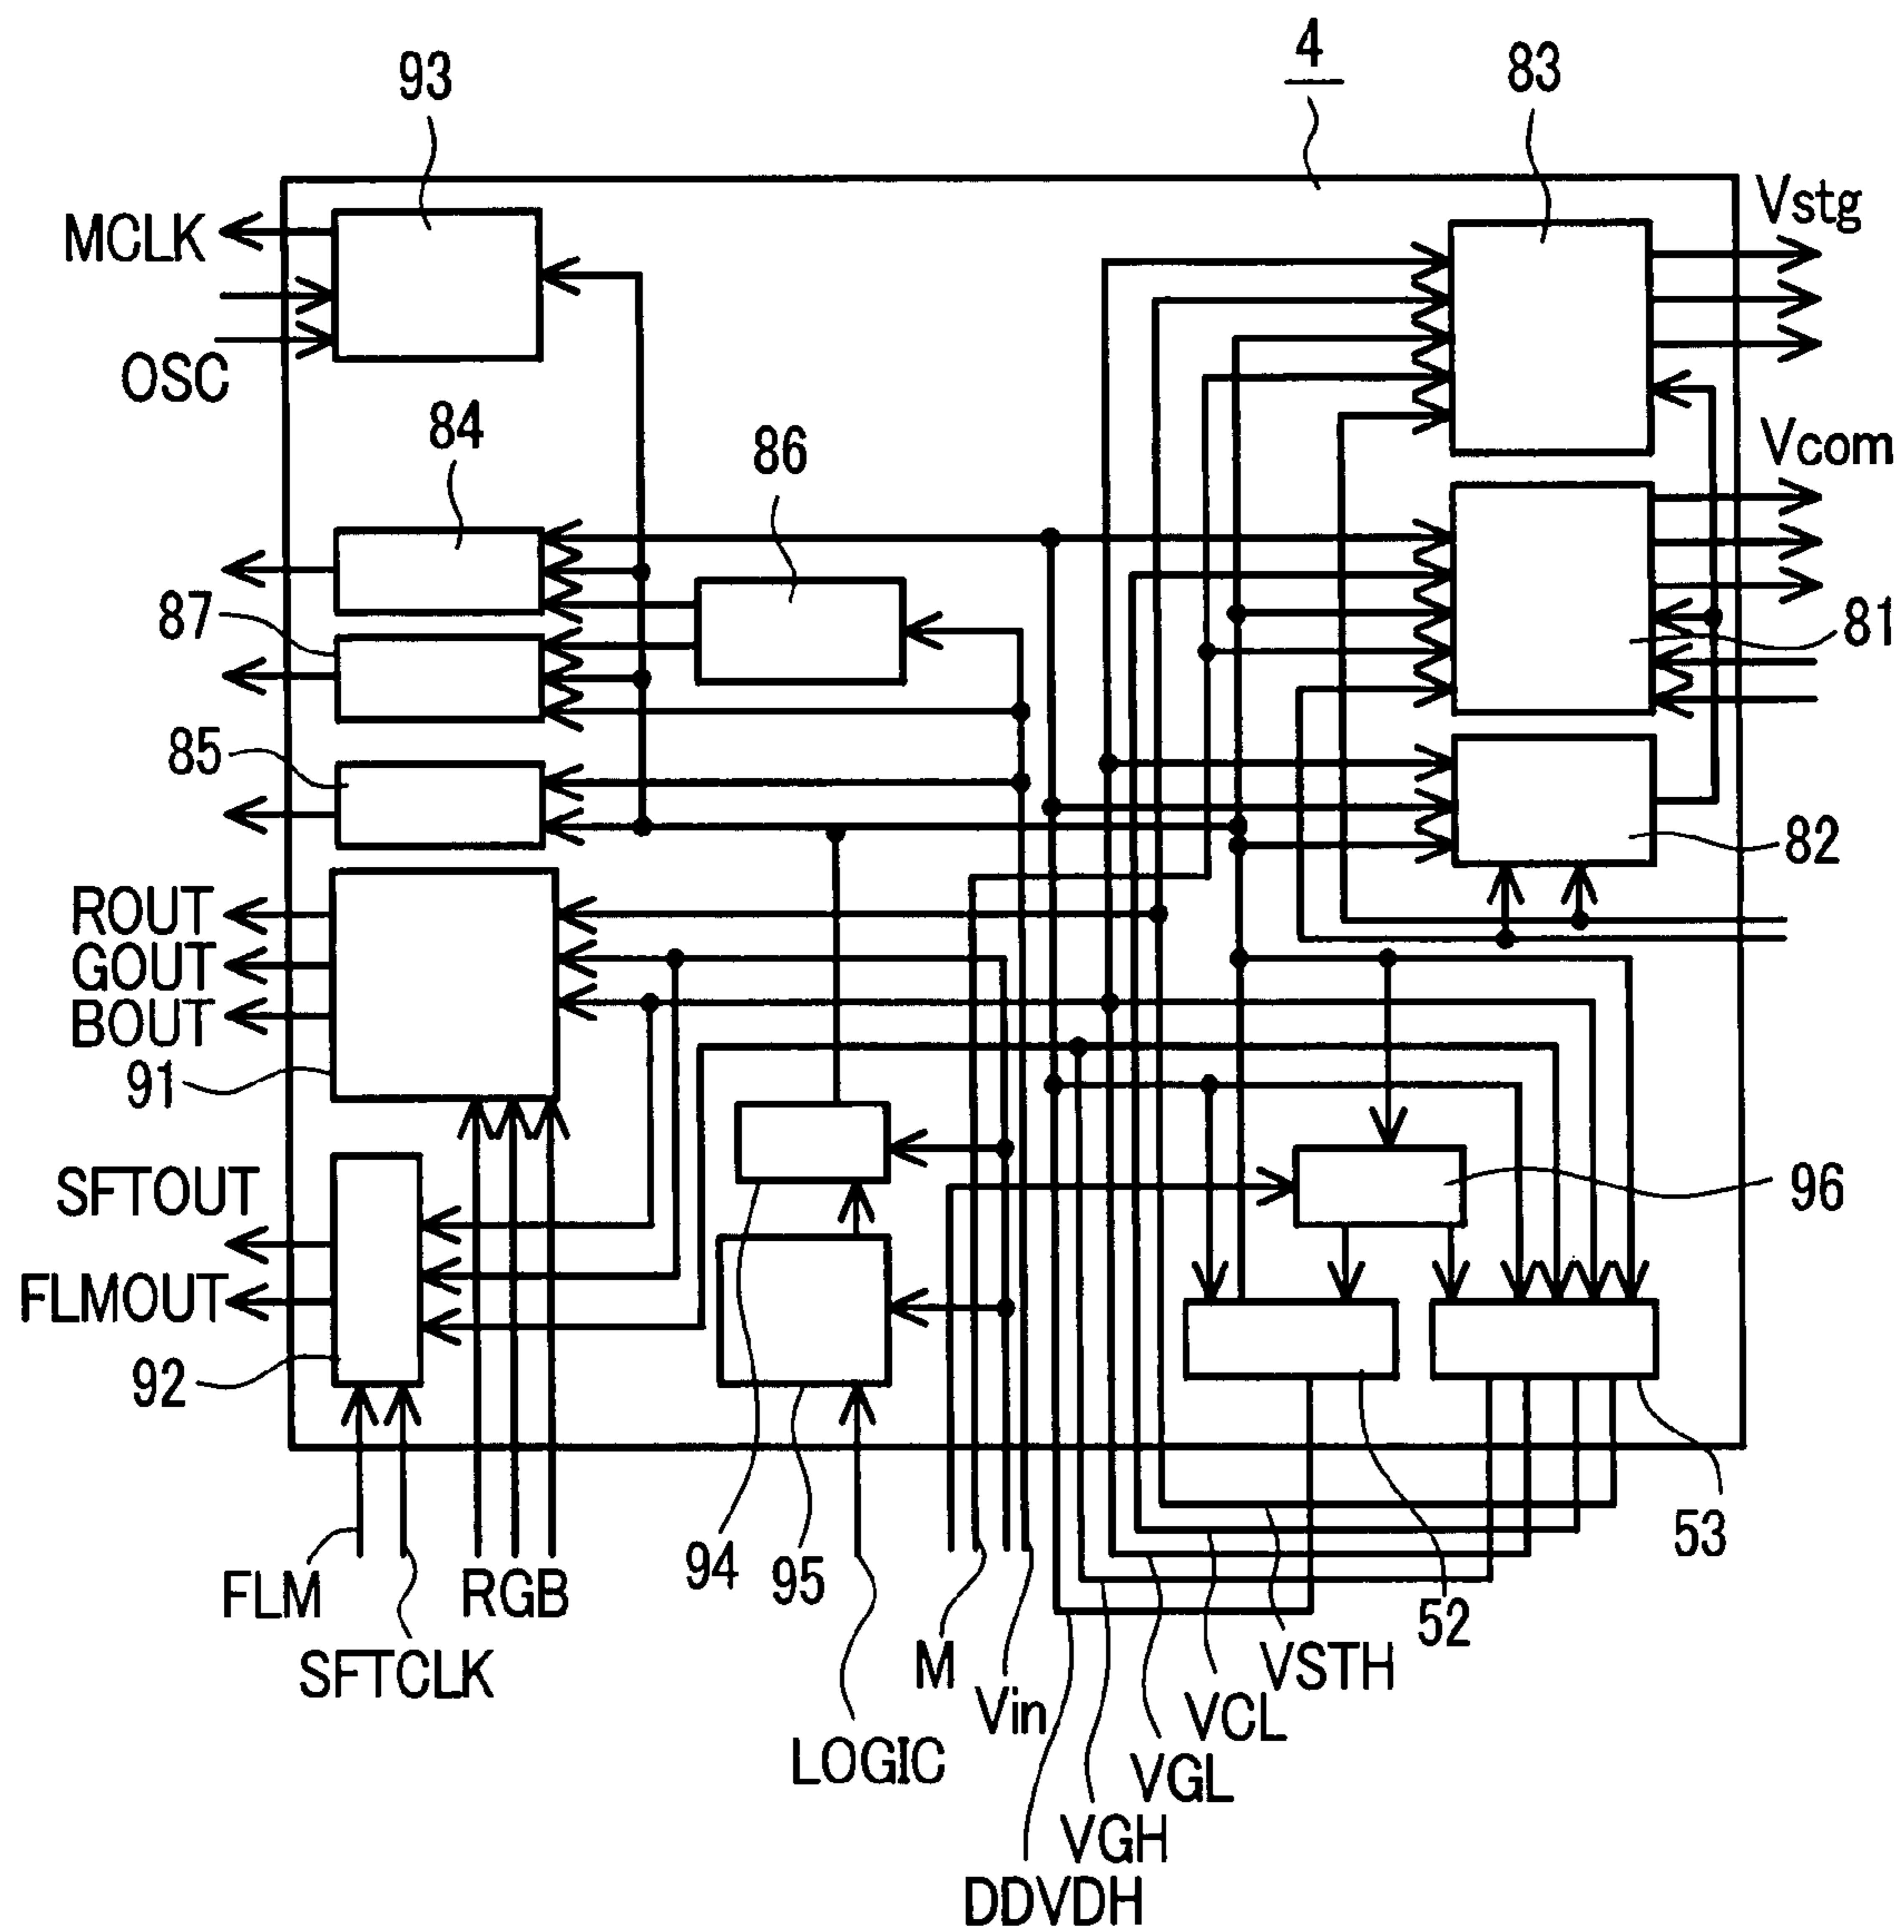 4
83
93
Vstg
MCLK
OSC
84
86
Vcom
87
81
85
82
ROUT
GOUT
BOUT
91
SFTOUT
96
FLMOUT
92
53
94
95
FLM
RGB
52
SFTCLK
M
VSTH
Vin
VCL
LOGIC
VGL
VGH
DDVDH